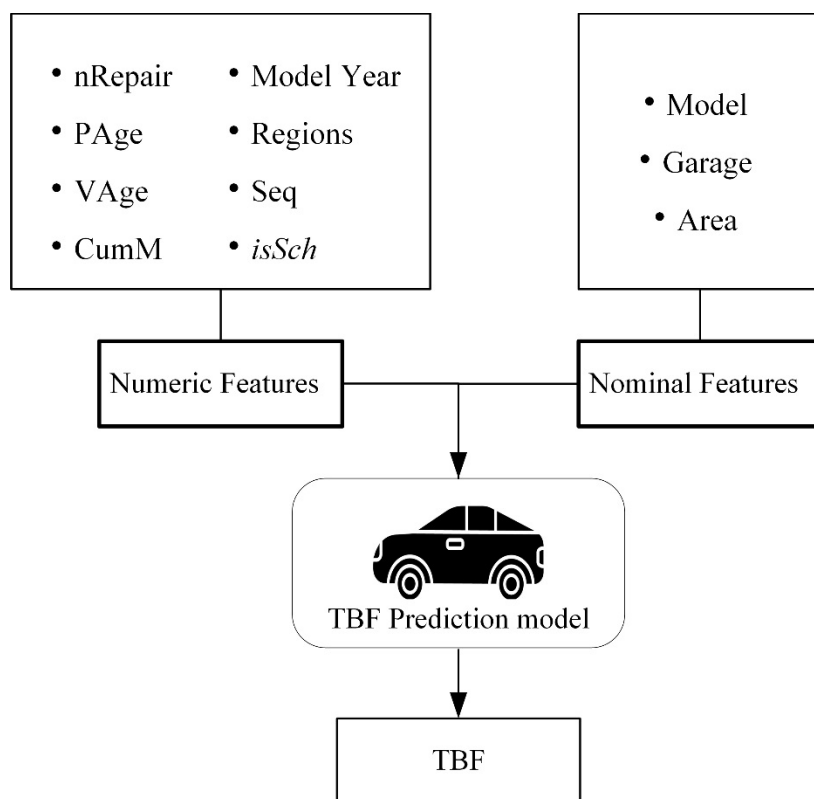 • nRepair
• PAge
• VAge
• CumM
• Model Year
• Regions
• Seq
• isSch
• Model
• Garage
• Area
Numeric Features
Nominal Features
TBF Prediction model
TBF